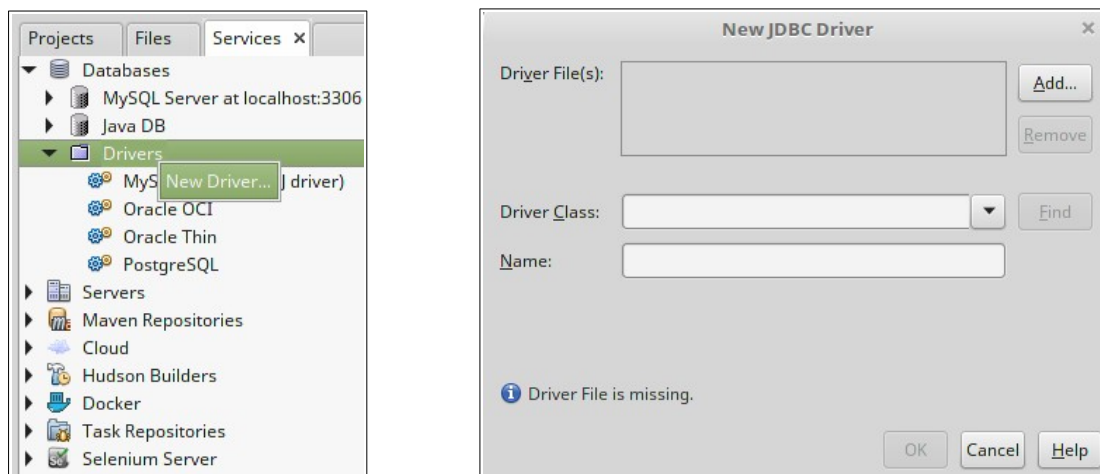 Projects Files Services ×
Databases
MySQL Server at localhost:3306
Java DB
Drivers
MyS New Driver... J driver)
Oracle OCI
Oracle Thin
PostgreSQL
Servers
Maven Repositories
Cloud
Hudson Builders
Docker
Task Repositories
Selenium Server
New JDBC Driver ×
Driver File(s):
Add...
Remove
Driver Class:
Find
Name:
Driver File is missing.
OK Cancel Help